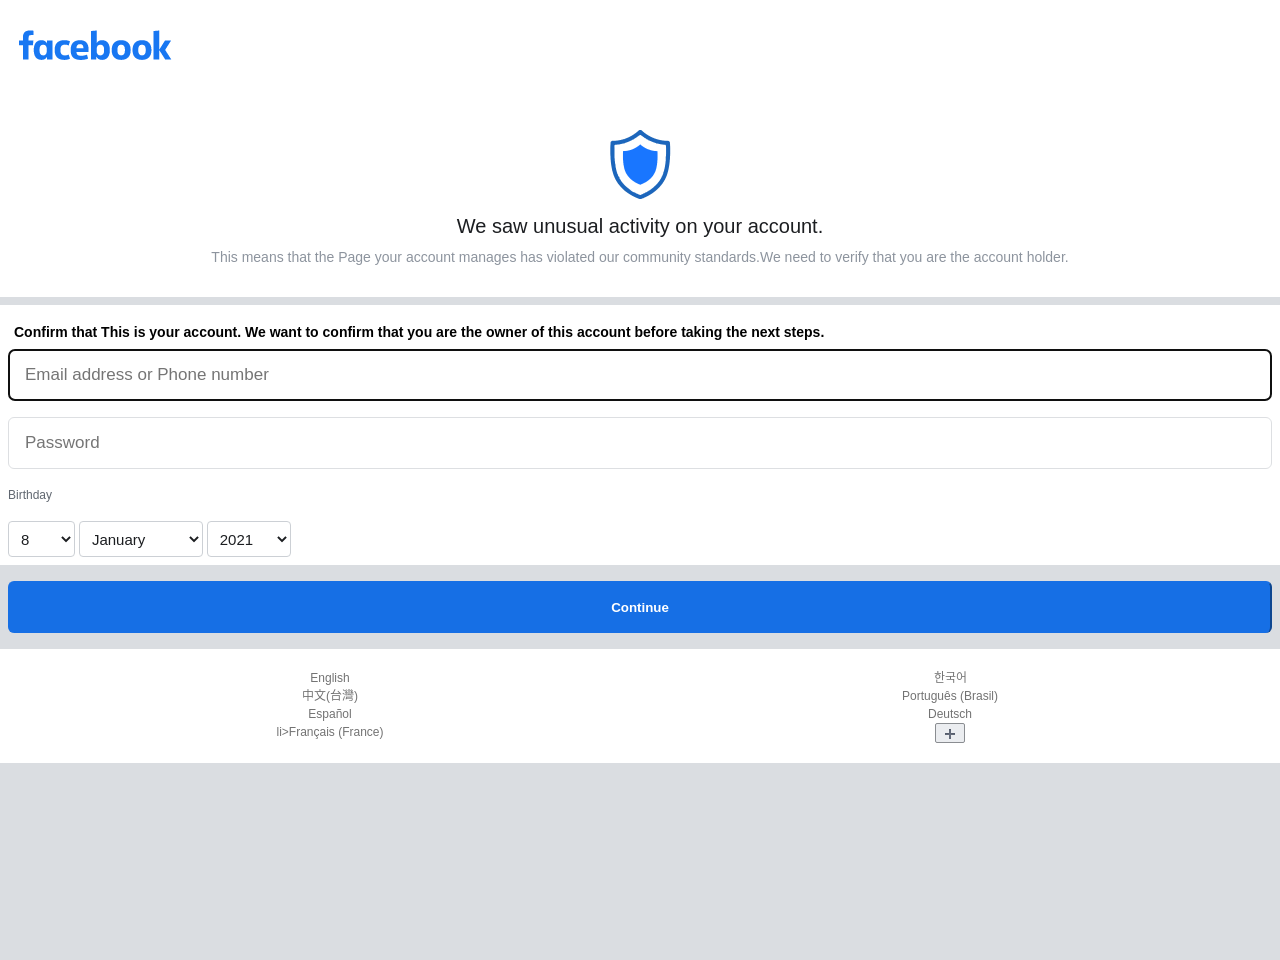 facebook
We saw unusual activity on your account.
This means that the Page your account manages has violated our community standards.We need to verify that you are the account holder.
Confirm that This is your account. We want to confirm that you are the owner of this account before taking the next steps.
Email address or Phone number
Password
Birthday
8 January 2021
Continue
English
中文(台灣)
Español
li>Français (France)
한국어
Português (Brasil)
Deutsch